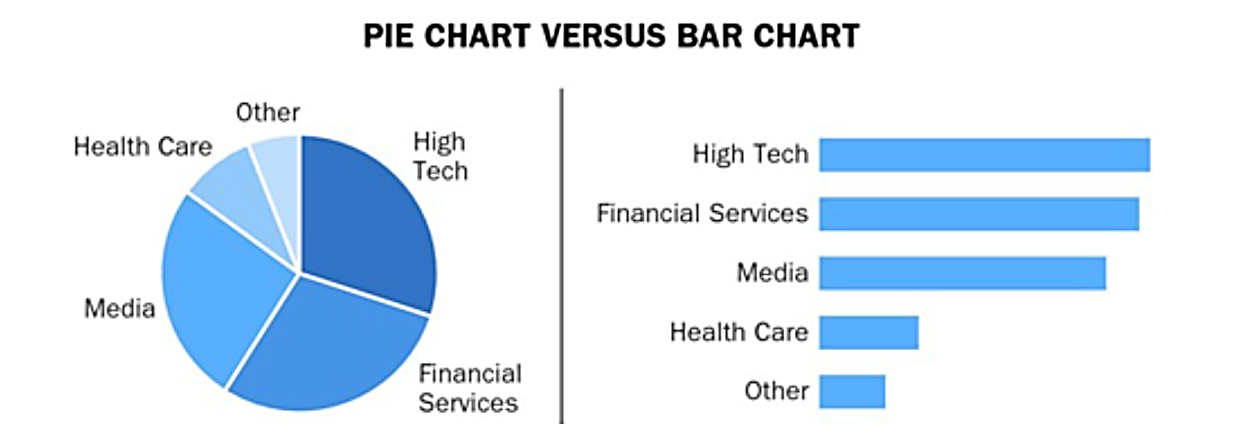 PIE CHART VERSUS BAR CHART
Other
Health Care
High
Tech
Media
Financial
Services
High Tech
Financial Services
Media
Health Care
Other